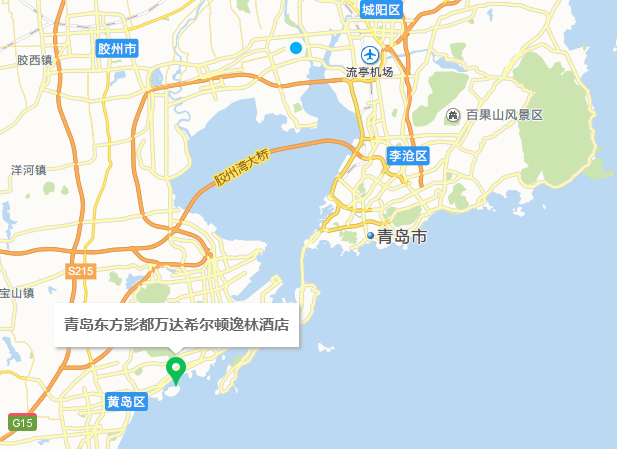 城阳区
胶州市
胶西镇
流亭机场
百果山风景区
胶州湾大桥
李沧区
洋河镇
青岛市
S215
宝山镇
青岛东方影都万达希尔顿逸林酒店
黄岛区
G15